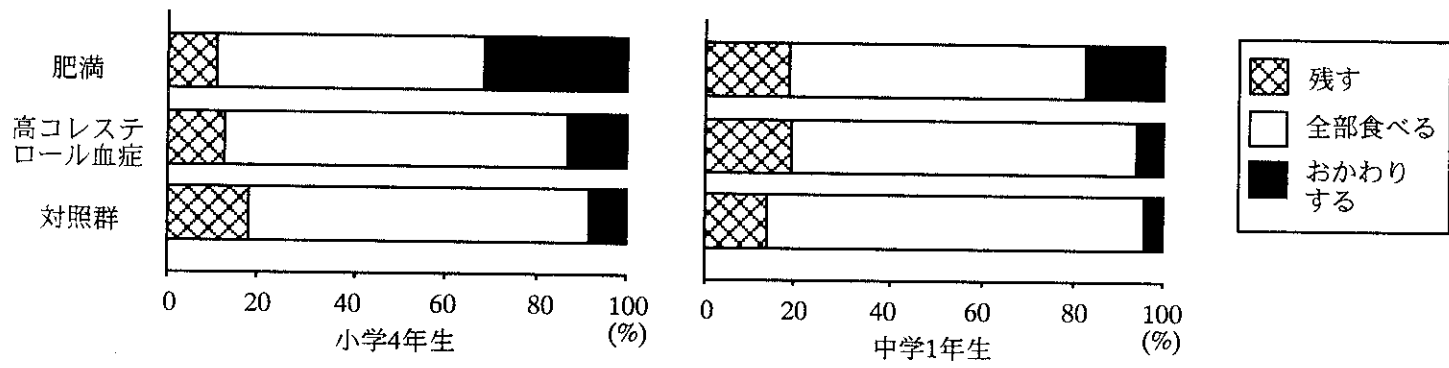 肥満
高コレステ
ロール血症
対照群
0 20 40 60 80 100
(%)
小学4年生
0 20 40 60 80 100
(%)
中学1年生
残す
全部食べる
おかわり
する